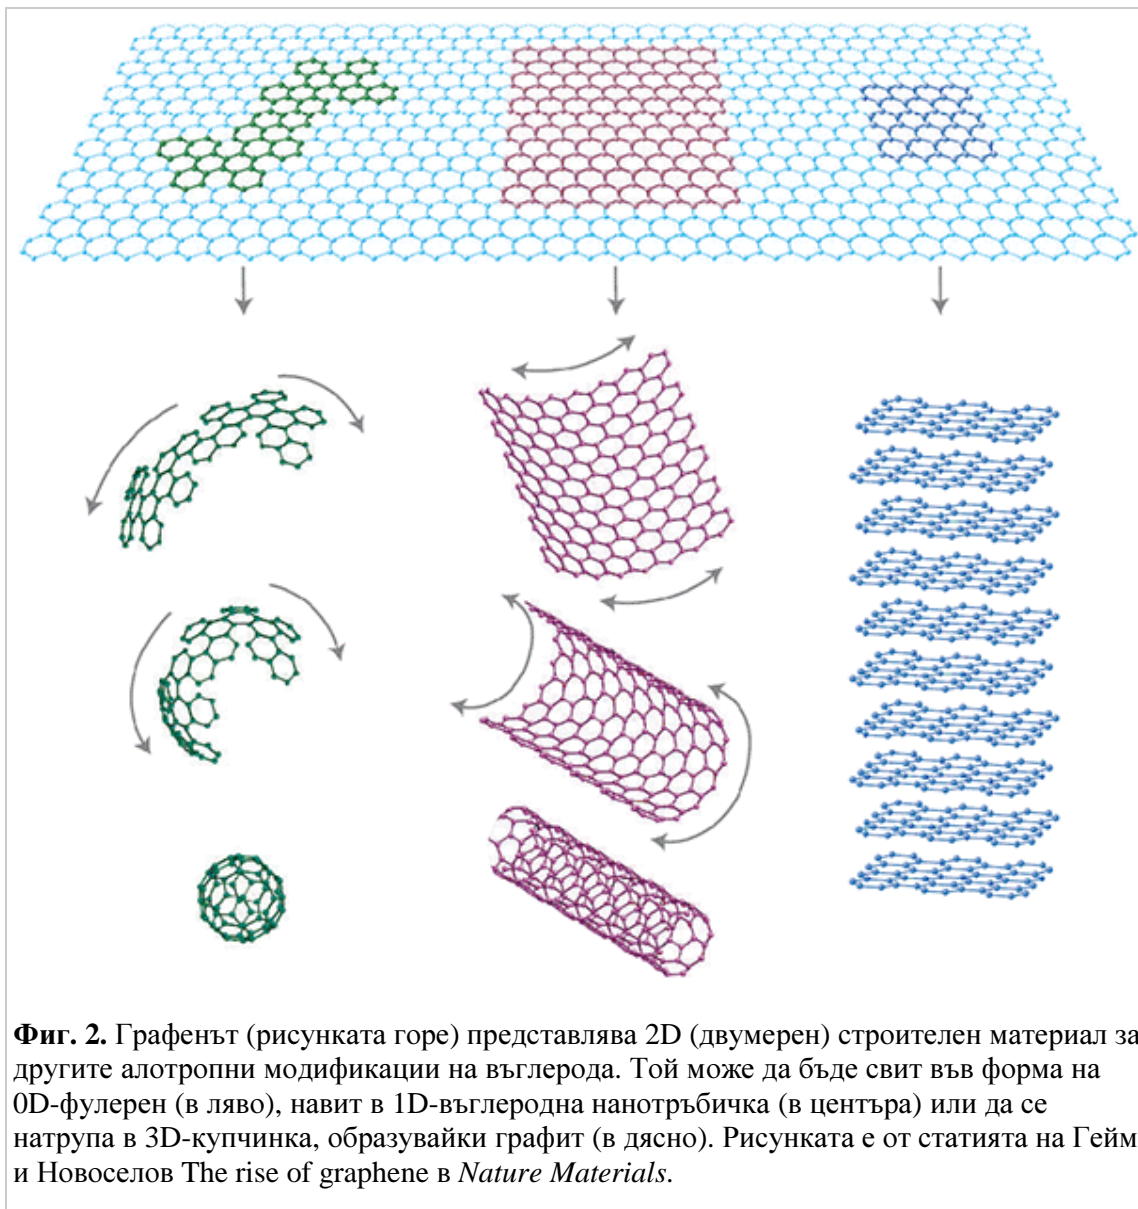 Фиг. 2. Графенът (рисунката горе) представлява 2D (двумерен) строителен материал за
другите алотропни модификации на въглерода. Той може да бъде свит във форма на
0D-фулерен (в ляво), навит в 1D-въглеродна нанотръбичка (в центъра) или да се
натрупа в 3D-купчинка, образувайки графит (в дясно). Рисунката е от статията на Гейм
и Новоселов The rise of graphene в Nature Materials.